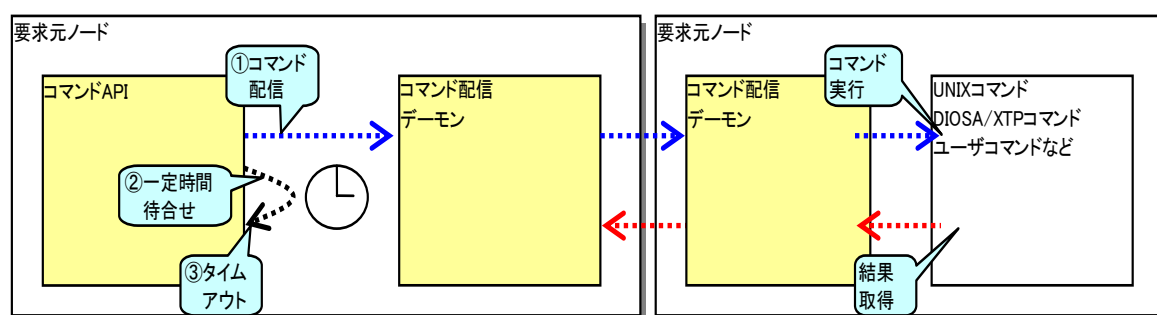 要求元ノード
コマンドAPI
①コマンド
配信
コマンド配信
デーモン
②一定時間
待合せ
③タイム
アウト
要求元ノード
コマンド配信
デーモン
コマンド
実行
UNIXコマンド
DIOSA/XTPコマンド
ユーザコマンドなど
結果
取得